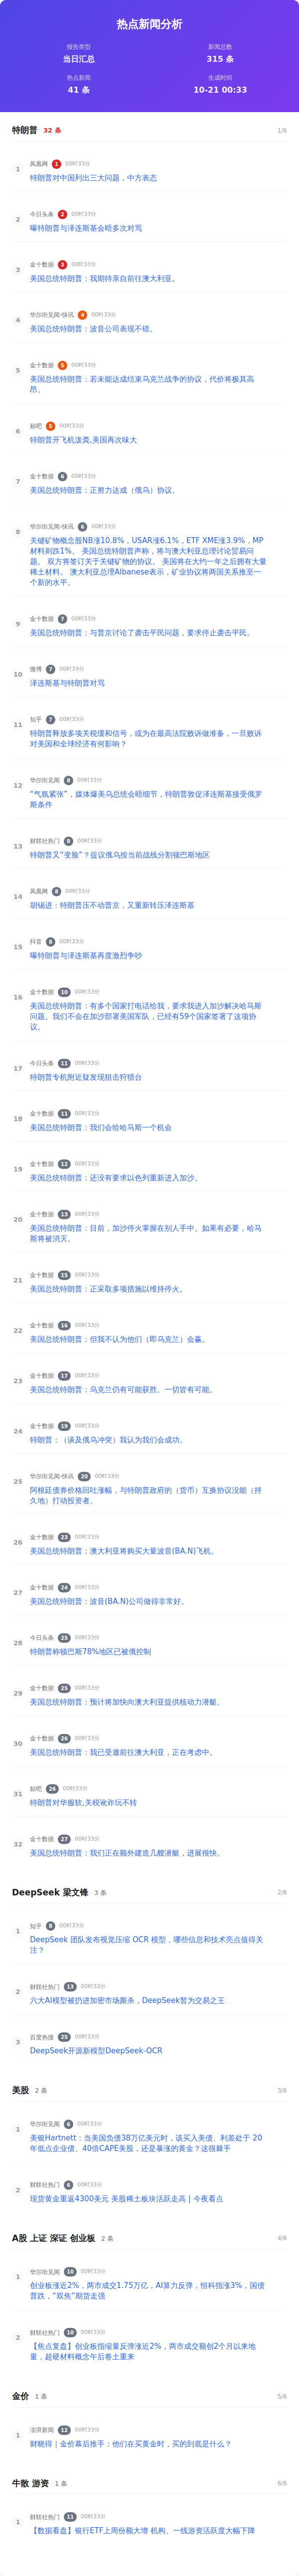 热点新闻分析
报告类型
新闻总数
当日汇总
315 条
热点新闻
生成时间
41 条
10-21 00:33
特朗普 32 条 1/6
1 凤凰网 1 00时33分
特朗普对中国列出三大问题，中方表态
2 今日头条 2 00时33分
曝特朗普与泽连斯基会晤多次对骂
3 金十数据 3 00时33分
美国总统特朗普：我期待亲自前往澳大利亚。
4 华尔街见闻-快讯 4 00时33分
美国总统特朗普：波音公司表现不错。
5 金十数据 5 00时33分
美国总统特朗普：若未能达成结束乌克兰战争的协议，代价将极其高
昂。
6 贴吧 5 00时33分
特朗普开飞机泼粪,美国再次味大
7 金十数据 6 00时33分
美国总统特朗普：正努力达成（俄乌）协议。
8 华尔街见闻-快讯 6 00时33分
关键矿物概念股NB涨10.8%，USAR涨6.1%，ETF XME涨3.9%，MP
材料则跌1%。 美国总统特朗普声称，将与澳大利亚总理讨论贸易问
题。 双方将签订关于关键矿物的协议。 美国将在大约一年之后拥有大量
稀土材料。 澳大利亚总理Albanese表示，矿业协议将两国关系推至一
个新的水平。
9 金十数据 7 00时33分
美国总统特朗普：与普京讨论了袭击平民问题，要求停止袭击平民。
10 微博 7 00时33分
泽连斯基与特朗普对骂
11 知乎 7 00时33分
特朗普释放多项关税缓和信号，或为在最高法院败诉做准备，一旦败诉
对美国和全球经济有何影响？
12 华尔街见闻 8 00时33分
“气氛紧张”，媒体爆美乌总统会晤细节，特朗普敦促泽连斯基接受俄罗
斯条件
13 财联社热门 8 00时33分
特朗普又“变脸”？提议俄乌按当前战线分割顿巴斯地区
14 凤凰网 8 00时33分
胡锡进：特朗普压不动普京，又重新转压泽连斯基
15 抖音 8 00时33分
曝特朗普与泽连斯基再度激烈争吵
16 金十数据 10 00时33分
美国总统特朗普：有多个国家打电话给我，要求我进入加沙解决哈马斯
问题。我们不会在加沙部署美国军队，已经有59个国家签署了这项协
议。
17 今日头条 11 00时33分
特朗普专机附近疑发现狙击狩猎台
18 金十数据 11 00时33分
美国总统特朗普：我们会给哈马斯一个机会
19 金十数据 12 00时33分
美国总统特朗普：还没有要求以色列重新进入加沙。
20 金十数据 13 00时33分
美国总统特朗普：目前，加沙停火掌握在别人手中。如果有必要，哈马
斯将被消灭。
21 金十数据 15 00时33分
美国总统特朗普：正采取多项措施以维持停火。
22 金十数据 16 00时33分
美国总统特朗普：但我不认为他们（即乌克兰）会赢。
23 金十数据 17 00时33分
美国总统特朗普：乌克兰仍有可能获胜。一切皆有可能。
24 金十数据 19 00时33分
特朗普：（谈及俄乌冲突）我认为我们会成功。
25 华尔街见闻-快讯 20 00时33分
阿根廷债券价格回吐涨幅，与特朗普政府的（货币）互换协议没能（持
久地）打动投资者。
26 金十数据 23 00时33分
美国总统特朗普：澳大利亚将购买大量波音(BA.N)飞机。
27 金十数据 24 00时33分
美国总统特朗普：波音(BA.N)公司做得非常好。
28 今日头条 25 00时33分
特朗普称顿巴斯78%地区已被俄控制
29 金十数据 25 00时33分
美国总统特朗普：预计将加快向澳大利亚提供核动力潜艇。
30 金十数据 26 00时33分
美国总统特朗普：我已受邀前往澳大利亚，正在考虑中。
31 贴吧 26 00时33分
特朗普对华服软,关税讹诈玩不转
32 金十数据 27 00时33分
美国总统特朗普：我们正在额外建造几艘潜艇，进展很快。
DeepSeek 梁文锋 3 条 2/6
1 知乎 8 00时33分
DeepSeek 团队发布视觉压缩 OCR 模型，哪些信息和技术亮点值得关
注？
2 财联社热门 13 00时33分
六大AI模型被扔进加密市场厮杀，DeepSeek暂为交易之王
3 百度热搜 25 00时33分
DeepSeek开源新模型DeepSeek-OCR
美股 2 条 3/6
1 华尔街见闻 6 00时33分
美银Hartnett：当美国负债38万亿美元时，该买入美债、利差处于 20
年低点企业债、40倍CAPE美股，还是暴涨的黄金？这很棘手
2 财联社热门 6 00时33分
现货黄金重返4300美元 美股稀土板块活跃走高 | 今夜看点
A股 上证 深证 创业板 2 条 4/6
1 华尔街见闻 10 00时33分
创业板涨近2%，两市成交1.75万亿，AI算力反弹，恒科指涨3%，国债
普跌，“双焦”期货走强
2 财联社热门 10 00时33分
【焦点复盘】创业板指缩量反弹涨近2%，两市成交额创2个月以来地
量，超硬材料概念午后卷土重来
金价 1 条 5/6
1 澎湃新闻 12 00时33分
财晓得｜金价幕后推手：他们在买黄金时，买的到底是什么？
牛散 游资 1 条 6/6
1 财联社热门 11 00时33分
【数据看盘】银行ETF上周份额大增 机构、一线游资活跃度大幅下降